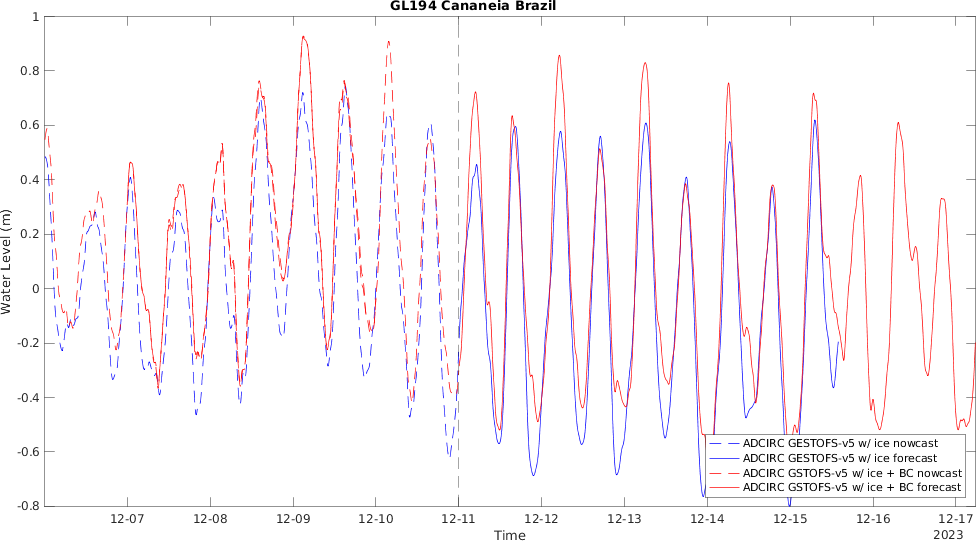 GL194 Cananeia Brazil
Water Level (m)
1
0.8
0.6
0.4
0.2
0
-0.2
-0.4
-0.6
-0.8
ADCIRC GESTOFS-v5 w/ ice nowcast
ADCIRC GESTOFS-v5 w/ ice forecast
ADCIRC GSTOFS-v5 w/ ice + BC nowcast
ADCIRC GSTOFS-v5 w/ ice + BC forecast
12-07 12-08 12-09 12-10 12-11 12-12 12-13 12-14 12-15 12-16 12-17
Time
2023